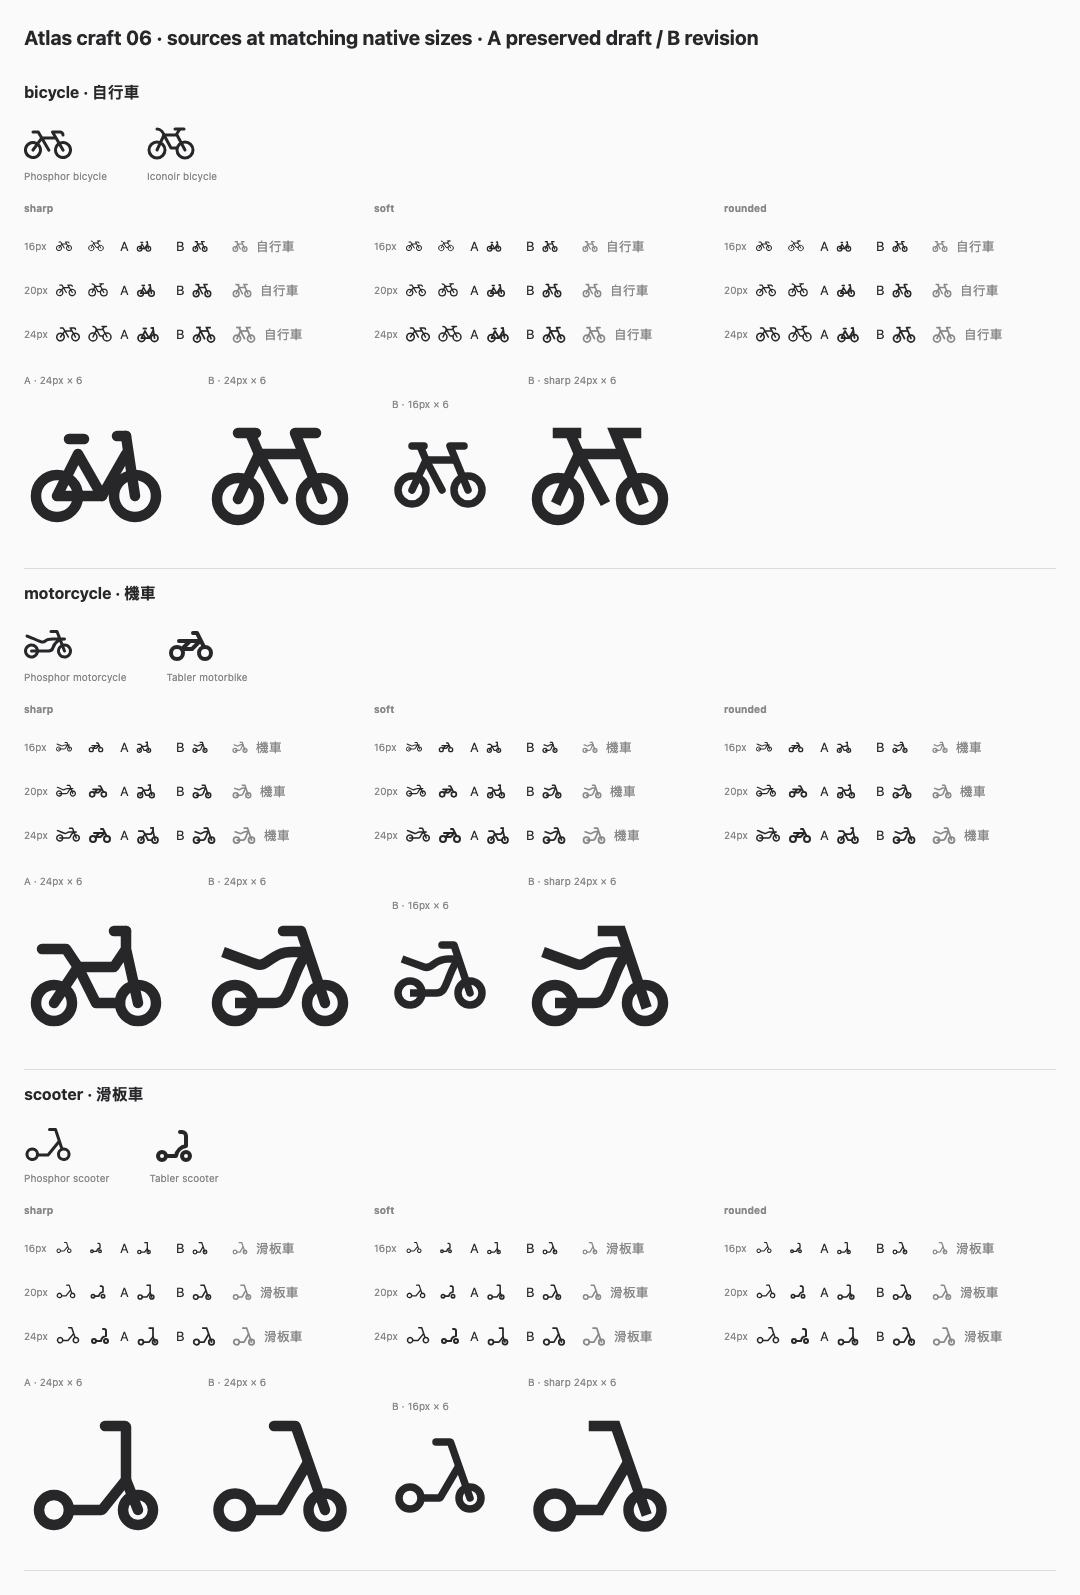 Atlas craft 06 · sources at matching native sizes · A preserved draft / B revision
bicycle · 自行車
Phosphor bicycle Iconoir bicycle
sharp soft rounded
16px A B 自行車 16px A B 自行車 16px A B 自行車
20px A B 自行車 20px A B 自行車 20px A B 自行車
24px A B 自行車 24px A B 自行車 24px A B 自行車
A · 24px × 6 B · 24px × 6 B · sharp 24px × 6
B · 16px × 6
motorcycle · 機車
Phosphor motorcycle Tabler motorbike
sharp soft rounded
16px A B 機車 16px A B 機車 16px A B 機車
20px A B 機車 20px A B 機車 20px A B 機車
24px A B 機車 24px A B 機車 24px A B 機車
A · 24px × 6 B · 24px × 6 B · sharp 24px × 6
B · 16px × 6
scooter · 滑板車
Phosphor scooter Tabler scooter
sharp soft rounded
16px A B 滑板車 16px A B 滑板車 16px A B 滑板車
20px A B 滑板車 20px A B 滑板車 20px A B 滑板車
24px A B 滑板車 24px A B 滑板車 24px A B 滑板車
A · 24px × 6 B · 24px × 6 B · sharp 24px × 6
B · 16px × 6